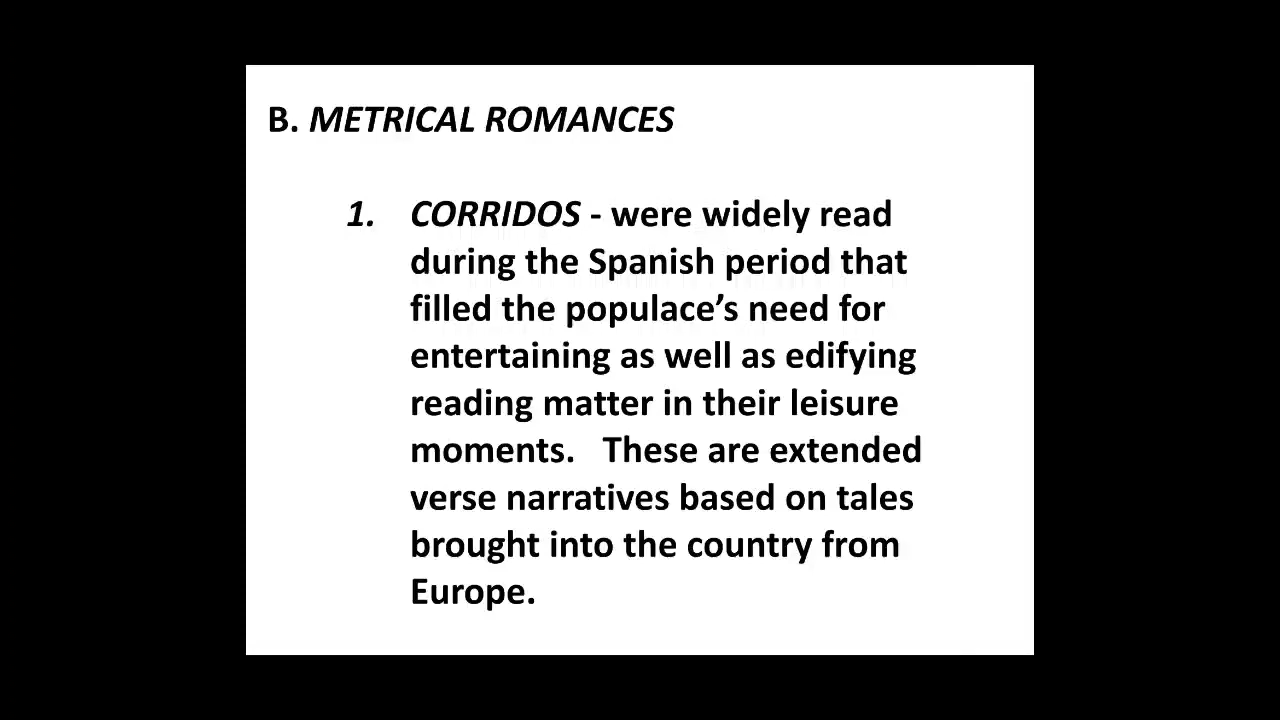 B. METRICAL ROMANCES
1. CORRIDOS - were widely read
during the Spanish period that
filled the populace’s need for
entertaining as well as edifying
reading matter in their leisure
moments. These are extended
verse narratives based on tales
brought into the country from
Europe.